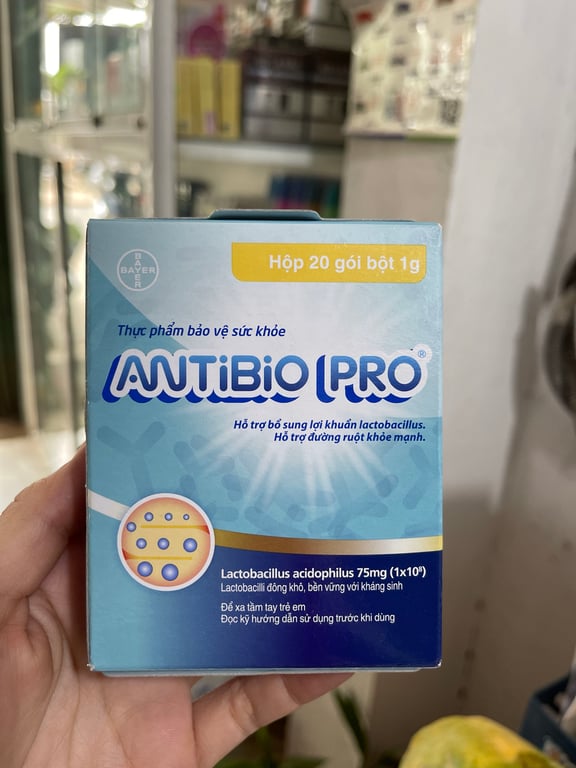 BAYER
BAYER
Hộp 20 gói bột 1g
Thực phẩm bảo vệ sức khỏe
ANTiBiO PRO®
Hỗ trợ bổ sung lợi khuẩn lactobacillus.
Hỗ trợ đường ruột khỏe mạnh.
Lactobacillus acidophilus 75mg (1x10⁸)
Lactobacilli đông khô, bền vững với kháng sinh
Để xa tầm tay trẻ em
Đọc kỹ hướng dẫn sử dụng trước khi dùng